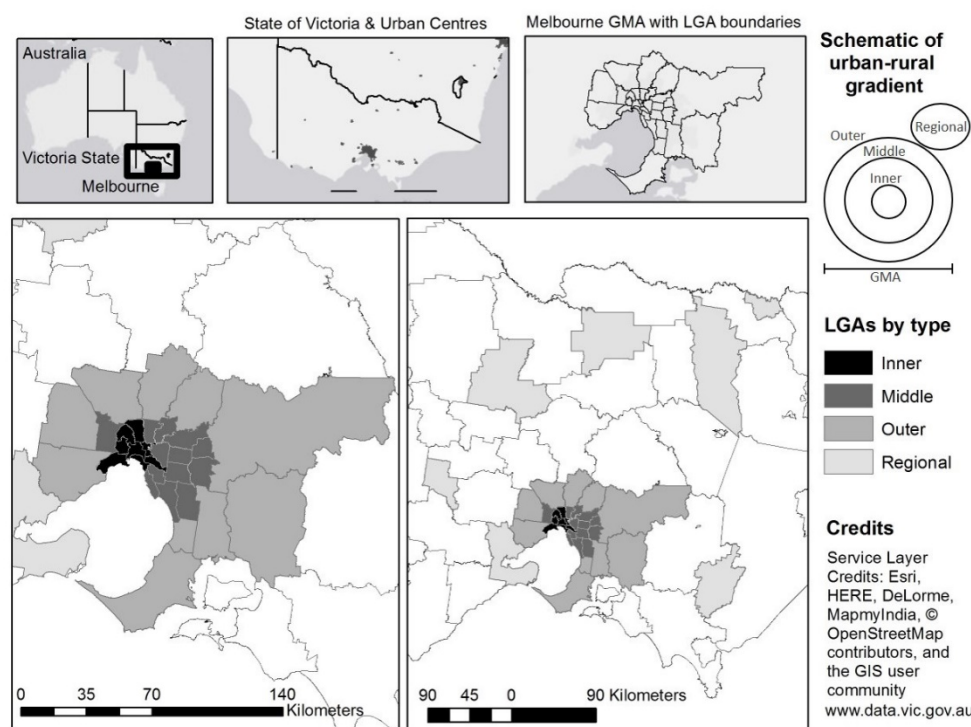 State of Victoria & Urban Centres
Melbourne GMA with LGA boundaries
Australia
Victoria State
Melbourne
Schematic of
urban-rural
gradient
Regional
Outer
Middle
Inner
GMA
LGAs by type
Inner
Middle
Outer
Regional
Credits
Service Layer
Credits: Esri,
HERE, DeLorme,
MapmyIndia, ©
OpenStreetMap
contributors, and
the GIS user
community
www.data.vic.gov.au
0 35 70 140
Kilometers
90 45 0 90 Kilometers